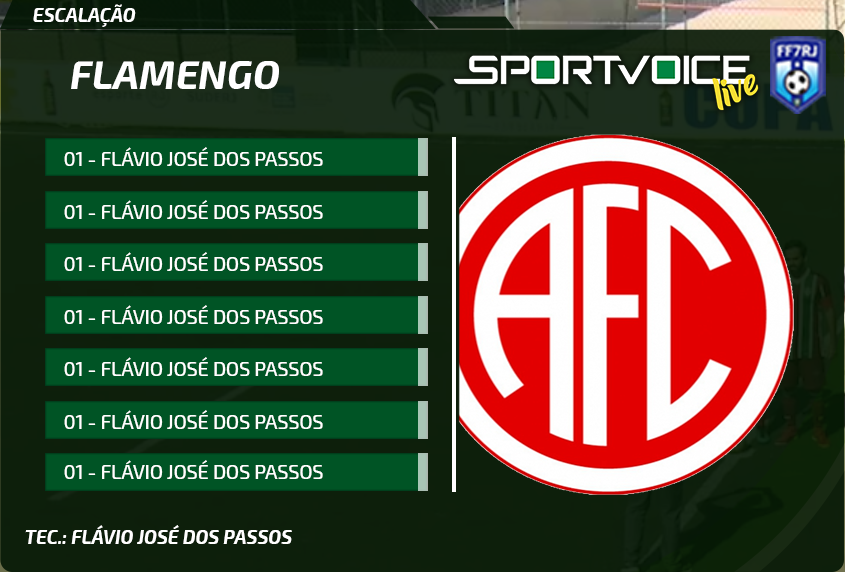 ESCALAÇÃO
FLAMENGO
SPORTVOICE
live
FF7RJ
TITAN
COPA
01 - FLÁVIO JOSÉ DOS PASSOS
01 - FLÁVIO JOSÉ DOS PASSOS
01 - FLÁVIO JOSÉ DOS PASSOS
01 - FLÁVIO JOSÉ DOS PASSOS
01 - FLÁVIO JOSÉ DOS PASSOS
01 - FLÁVIO JOSÉ DOS PASSOS
01 - FLÁVIO JOSÉ DOS PASSOS
AFC
TEC.: FLÁVIO JOSÉ DOS PASSOS